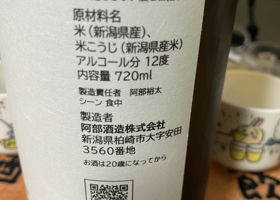 原材料名
米（新潟県産）、
米こうじ（新潟県産米）
アルコール分 12度
内容量 720ml
製造責任者　阿部裕太
シーン 食中
製造者
阿部酒造株式会社
新潟県柏崎市大字安田
3560番地
お酒は20歳になってから